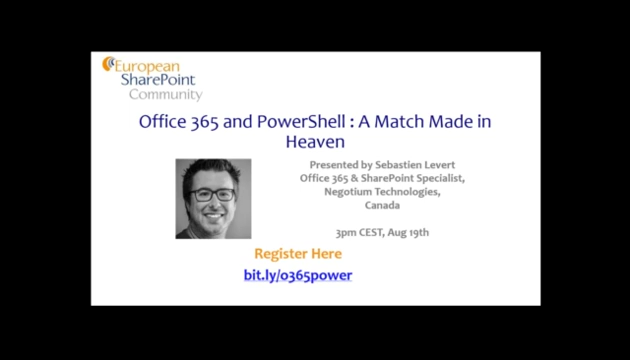 European
SharePoint
Community
Office 365 and PowerShell : A Match Made in
Heaven
Presented by Sebastien Levert
Office 365 & SharePoint Specialist,
Negotium Technologies,
Canada
3pm CEST, Aug 19th
Register Here
bit.ly/o365power